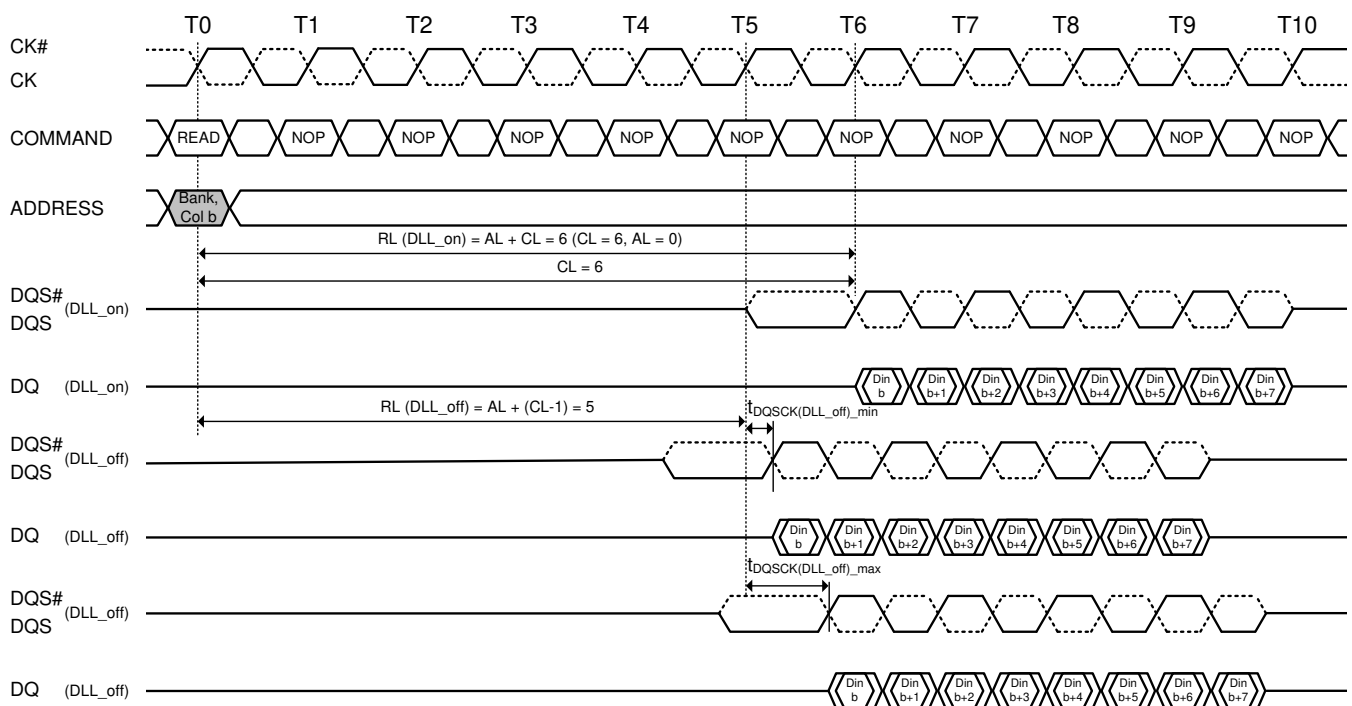 T0 T1 T2 T3 T4 T5 T6 T7 T8 T9 T10
CK#
CK
COMMAND READ NOP NOP NOP NOP NOP NOP NOP NOP NOP NOP
ADDRESS Bank,
Col b
RL (DLL_on) = AL + CL = 6 (CL = 6, AL = 0)
CL = 6
DQS# (DLL_on)
DQS
DQ (DLL_on) Din b Din b+1 Din b+2 Din b+3 Din b+4 Din b+5 Din b+6 Din b+7
RL (DLL_off) = AL + (CL-1) = 5 tDQSCK(DLL_off)_min
DQS# (DLL_off)
DQS
DQ (DLL_off) Din b Din b+1 Din b+2 Din b+3 Din b+4 Din b+5 Din b+6 Din b+7
tDQSCK(DLL_off)_max
DQS# (DLL_off)
DQS
DQ (DLL_off) Din b Din b+1 Din b+2 Din b+3 Din b+4 Din b+5 Din b+6 Din b+7